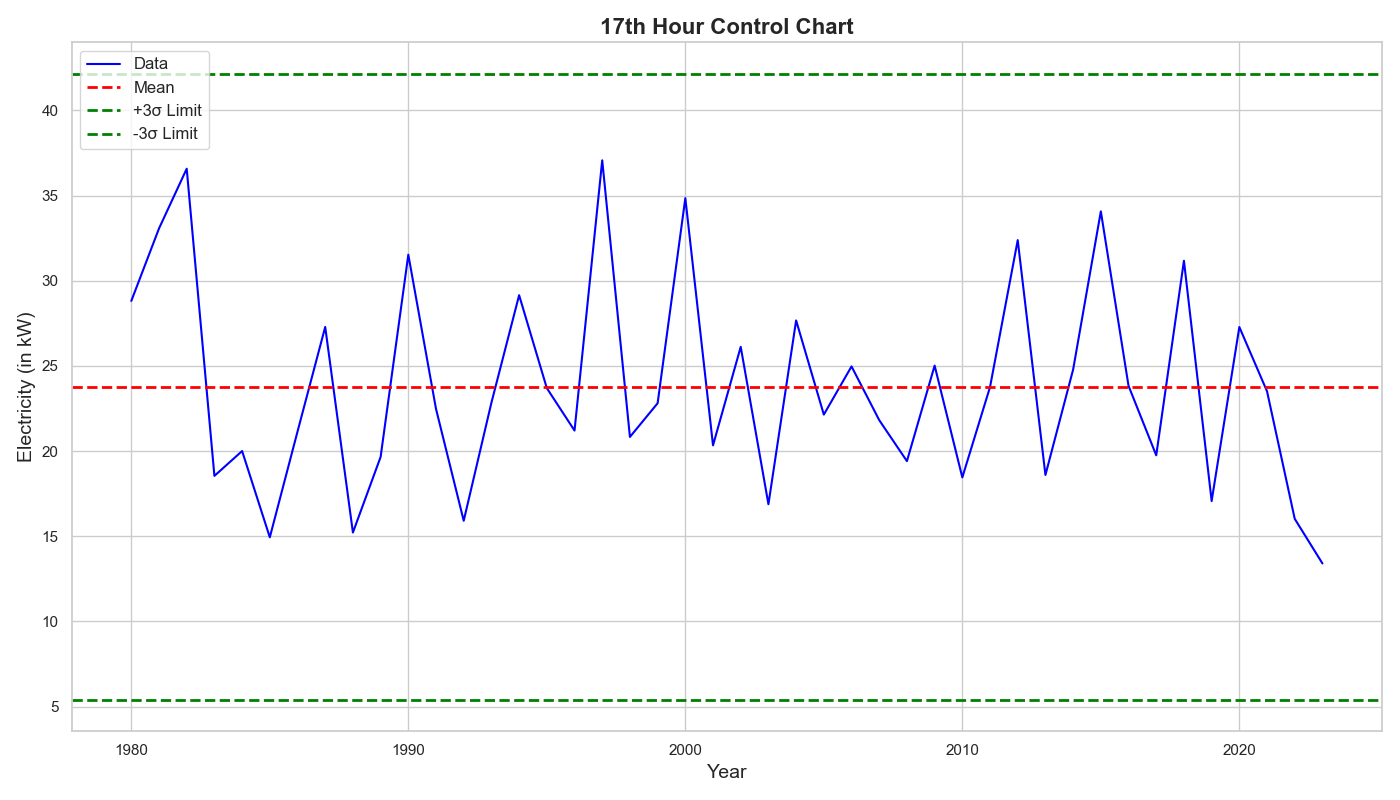 17th Hour Control Chart
Data
Mean
+3σ Limit
-3σ Limit
Electricity (in kW)
40
35
30
25
20
15
10
5
1980
1990
2000
2010
2020
Year